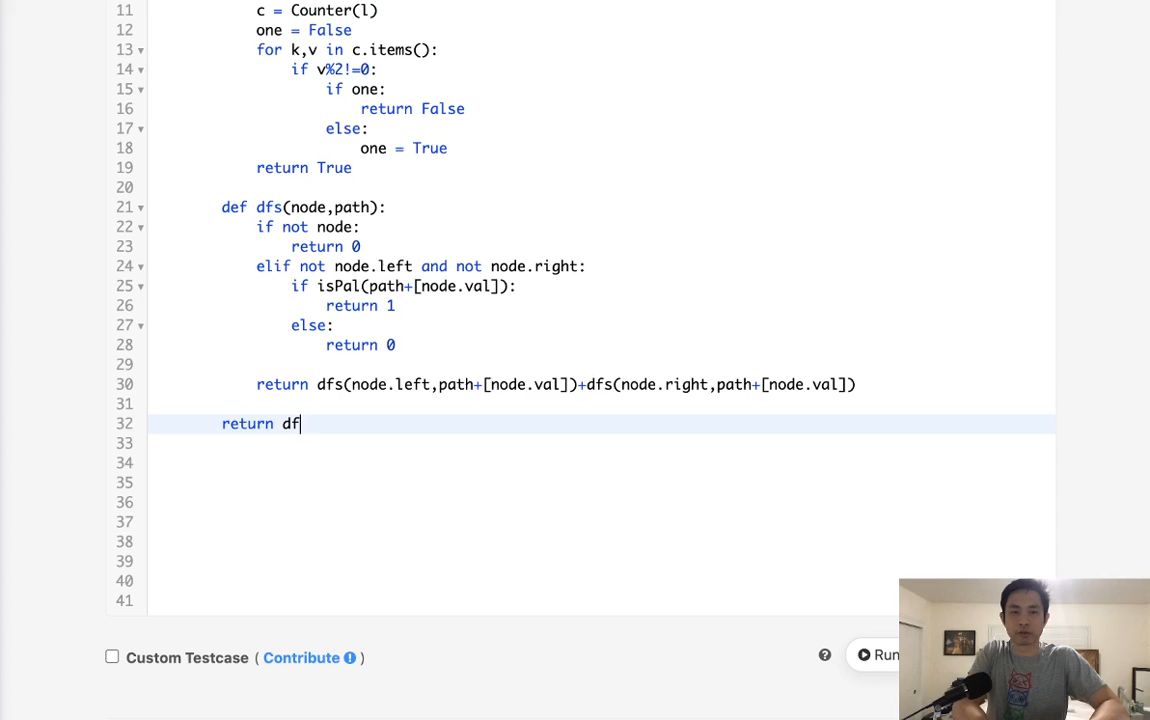 11 c = Counter(l)
12 one = False
13 for k,v in c.items():
14 if v%2!=0:
15 if one:
16 return False
17 else:
18 one = True
19 return True
20
21 def dfs(node,path):
22 if not node:
23 return 0
24 elif not node.left and not node.right:
25 if isPal(path+[node.val]):
26 return 1
27 else:
28 return 0
29
30 return dfs(node.left,path+[node.val])+dfs(node.right,path+[node.val])
31
32 return df
33
34
35
36
37
38
39
40
41
Custom Testcase ( Contribute )
? Run